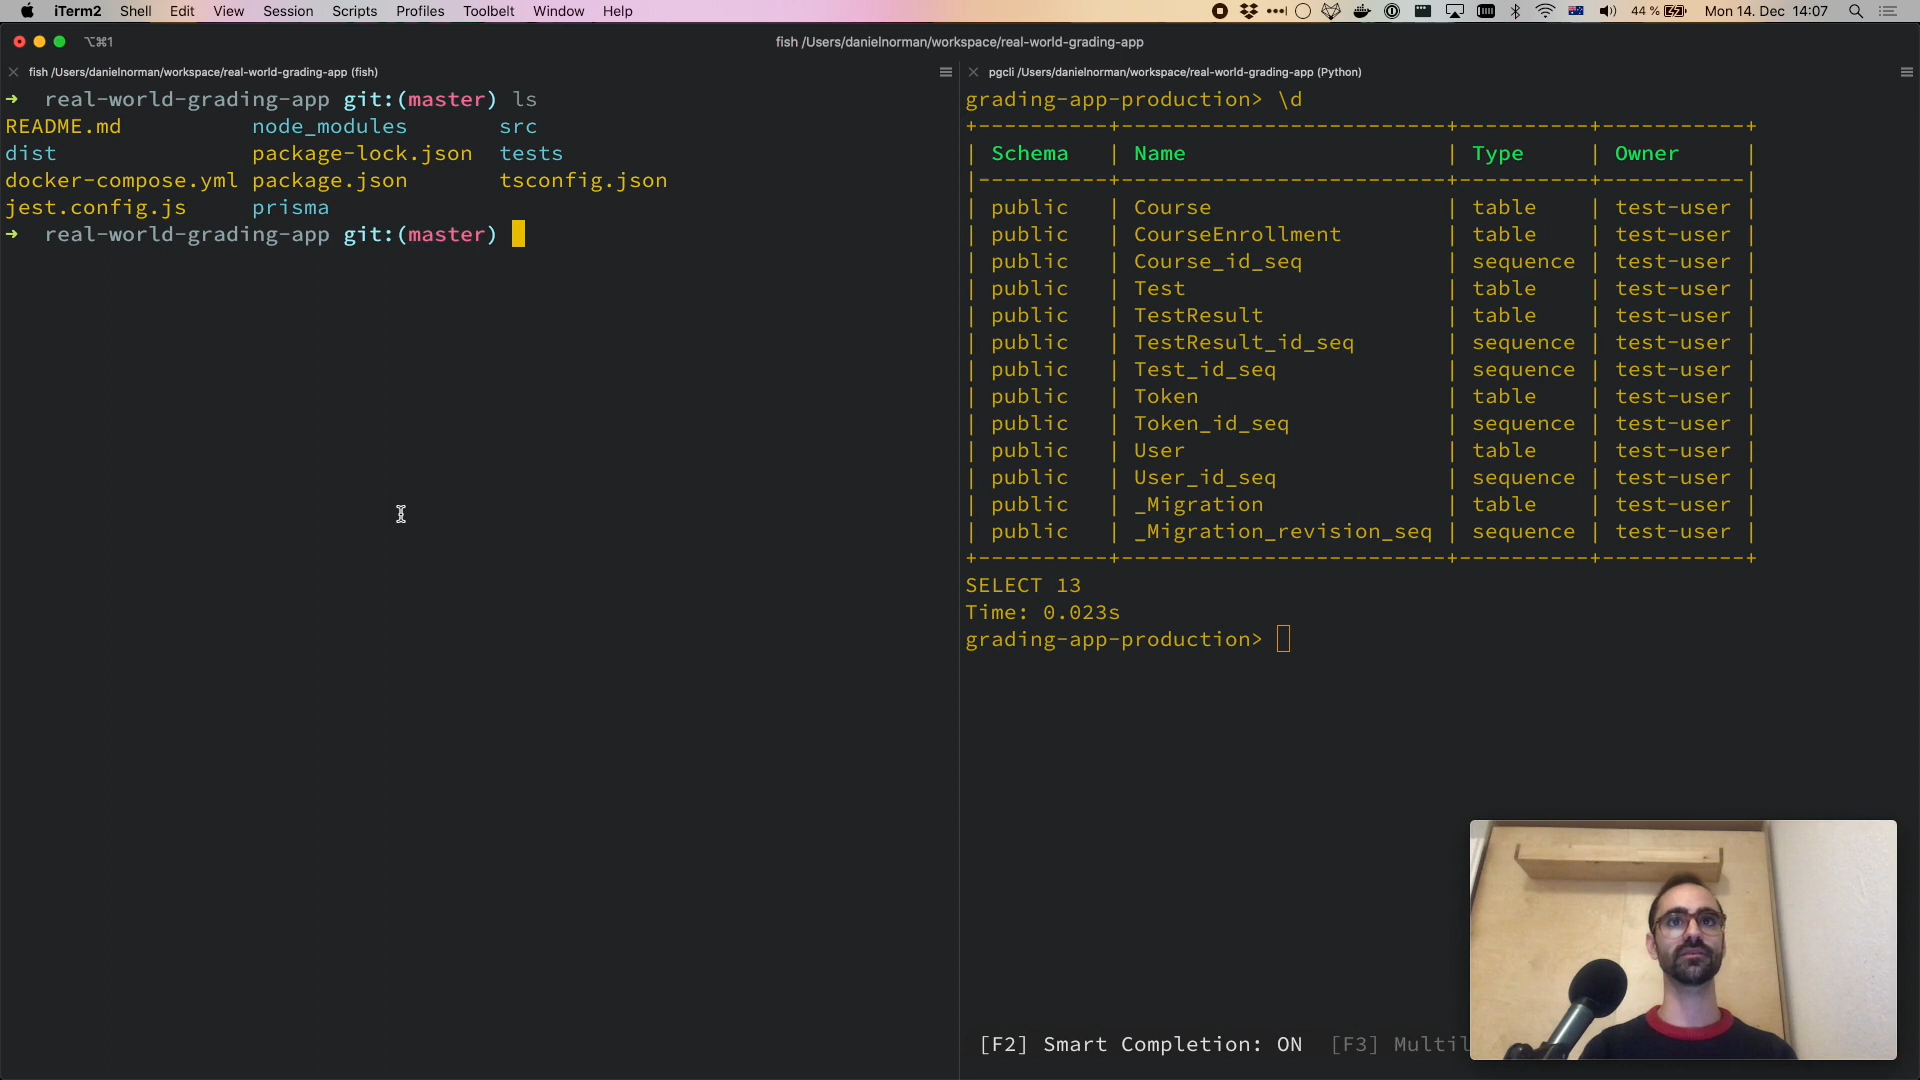 iTerm2 Shell Edit View Session Scripts Profiles Toolbelt Window Help 44 % Mon 14. Dec 14:07
⌥⌘1 fish /Users/danielnorman/workspace/real-world-grading-app
fish /Users/danielnorman/workspace/real-world-grading-app (fish)
➜ real-world-grading-app git:(master) ls
README.md node_modules src
dist package-lock.json tests
docker-compose.yml package.json tsconfig.json
jest.config.js prisma
➜ real-world-grading-app git:(master)
pgcli /Users/danielnorman/workspace/real-world-grading-app (Python)
grading-app-production> \d
+----------+--------------------------+---------+-----------+
| Schema | Name | Type | Owner |
|----------+--------------------------+---------+-----------|
| public | Course | table | test-user |
| public | CourseEnrollment | table | test-user |
| public | Course_id_seq | sequence | test-user |
| public | Test | table | test-user |
| public | TestResult | table | test-user |
| public | TestResult_id_seq | sequence | test-user |
| public | Test_id_seq | sequence | test-user |
| public | Token | table | test-user |
| public | Token_id_seq | sequence | test-user |
| public | User | table | test-user |
| public | User_id_seq | sequence | test-user |
| public | _Migration | table | test-user |
| public | _Migration_revision_seq | sequence | test-user |
+----------+--------------------------+---------+-----------+
SELECT 13
Time: 0.023s
grading-app-production>
[F2] Smart Completion: ON [F3] Multil